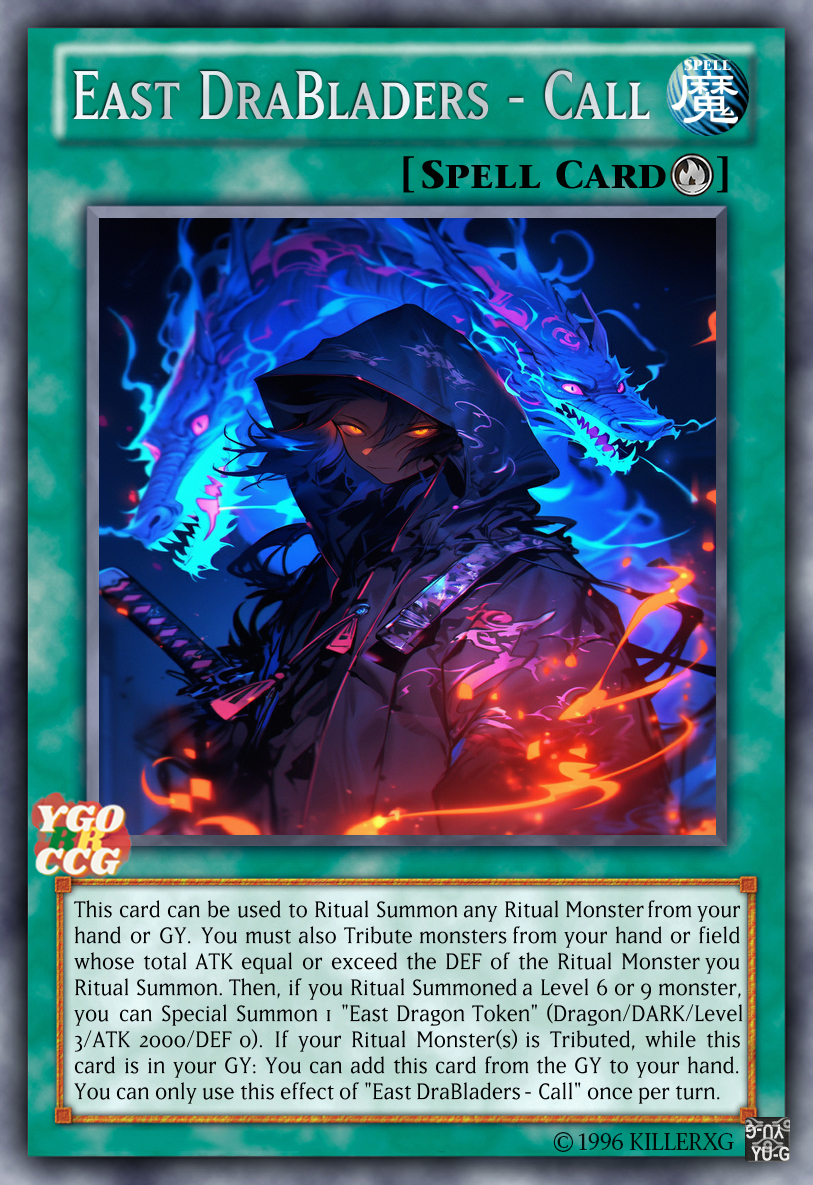 East DraBladers - Call
SPELL
魔
[Spell Card]
YGO
RR
CCG
This card can be used to Ritual Summon any Ritual Monster from your
hand or GY. You must also Tribute monsters from your hand or field
whose total ATK equal or exceed the DEF of the Ritual Monster you
Ritual Summon. Then, if you Ritual Summoned a Level 6 or 9 monster,
you can Special Summon 1 "East Dragon Token" (Dragon/DARK/Level
3/ATK 2000/DEF 0). If your Ritual Monster(s) is Tributed, while this
card is in your GY: You can add this card from the GY to your hand.
You can only use this effect of "East DraBladers - Call" once per turn.
© 1996 KILLERXG
YU-G
YU-G